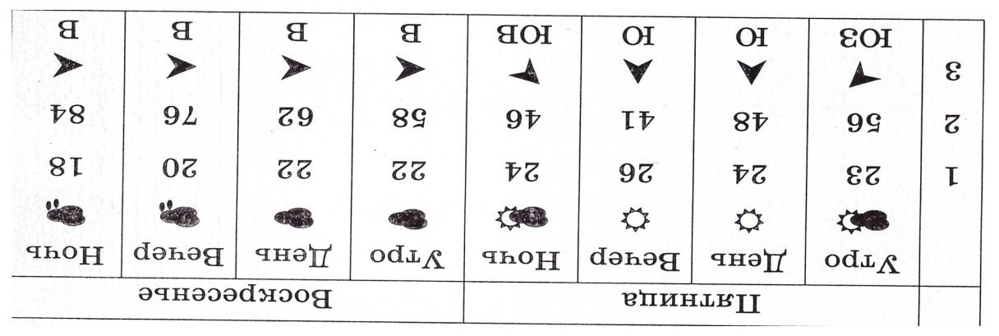 Пятница Воскресенье
Утро День Вечер Ночь Утро День Вечер Ночь
1 23 24 26 24 22 22 20 18
2 56 48 41 46 58 62 76 84
3
ЮЗ Ю Ю ЮВ В В В В